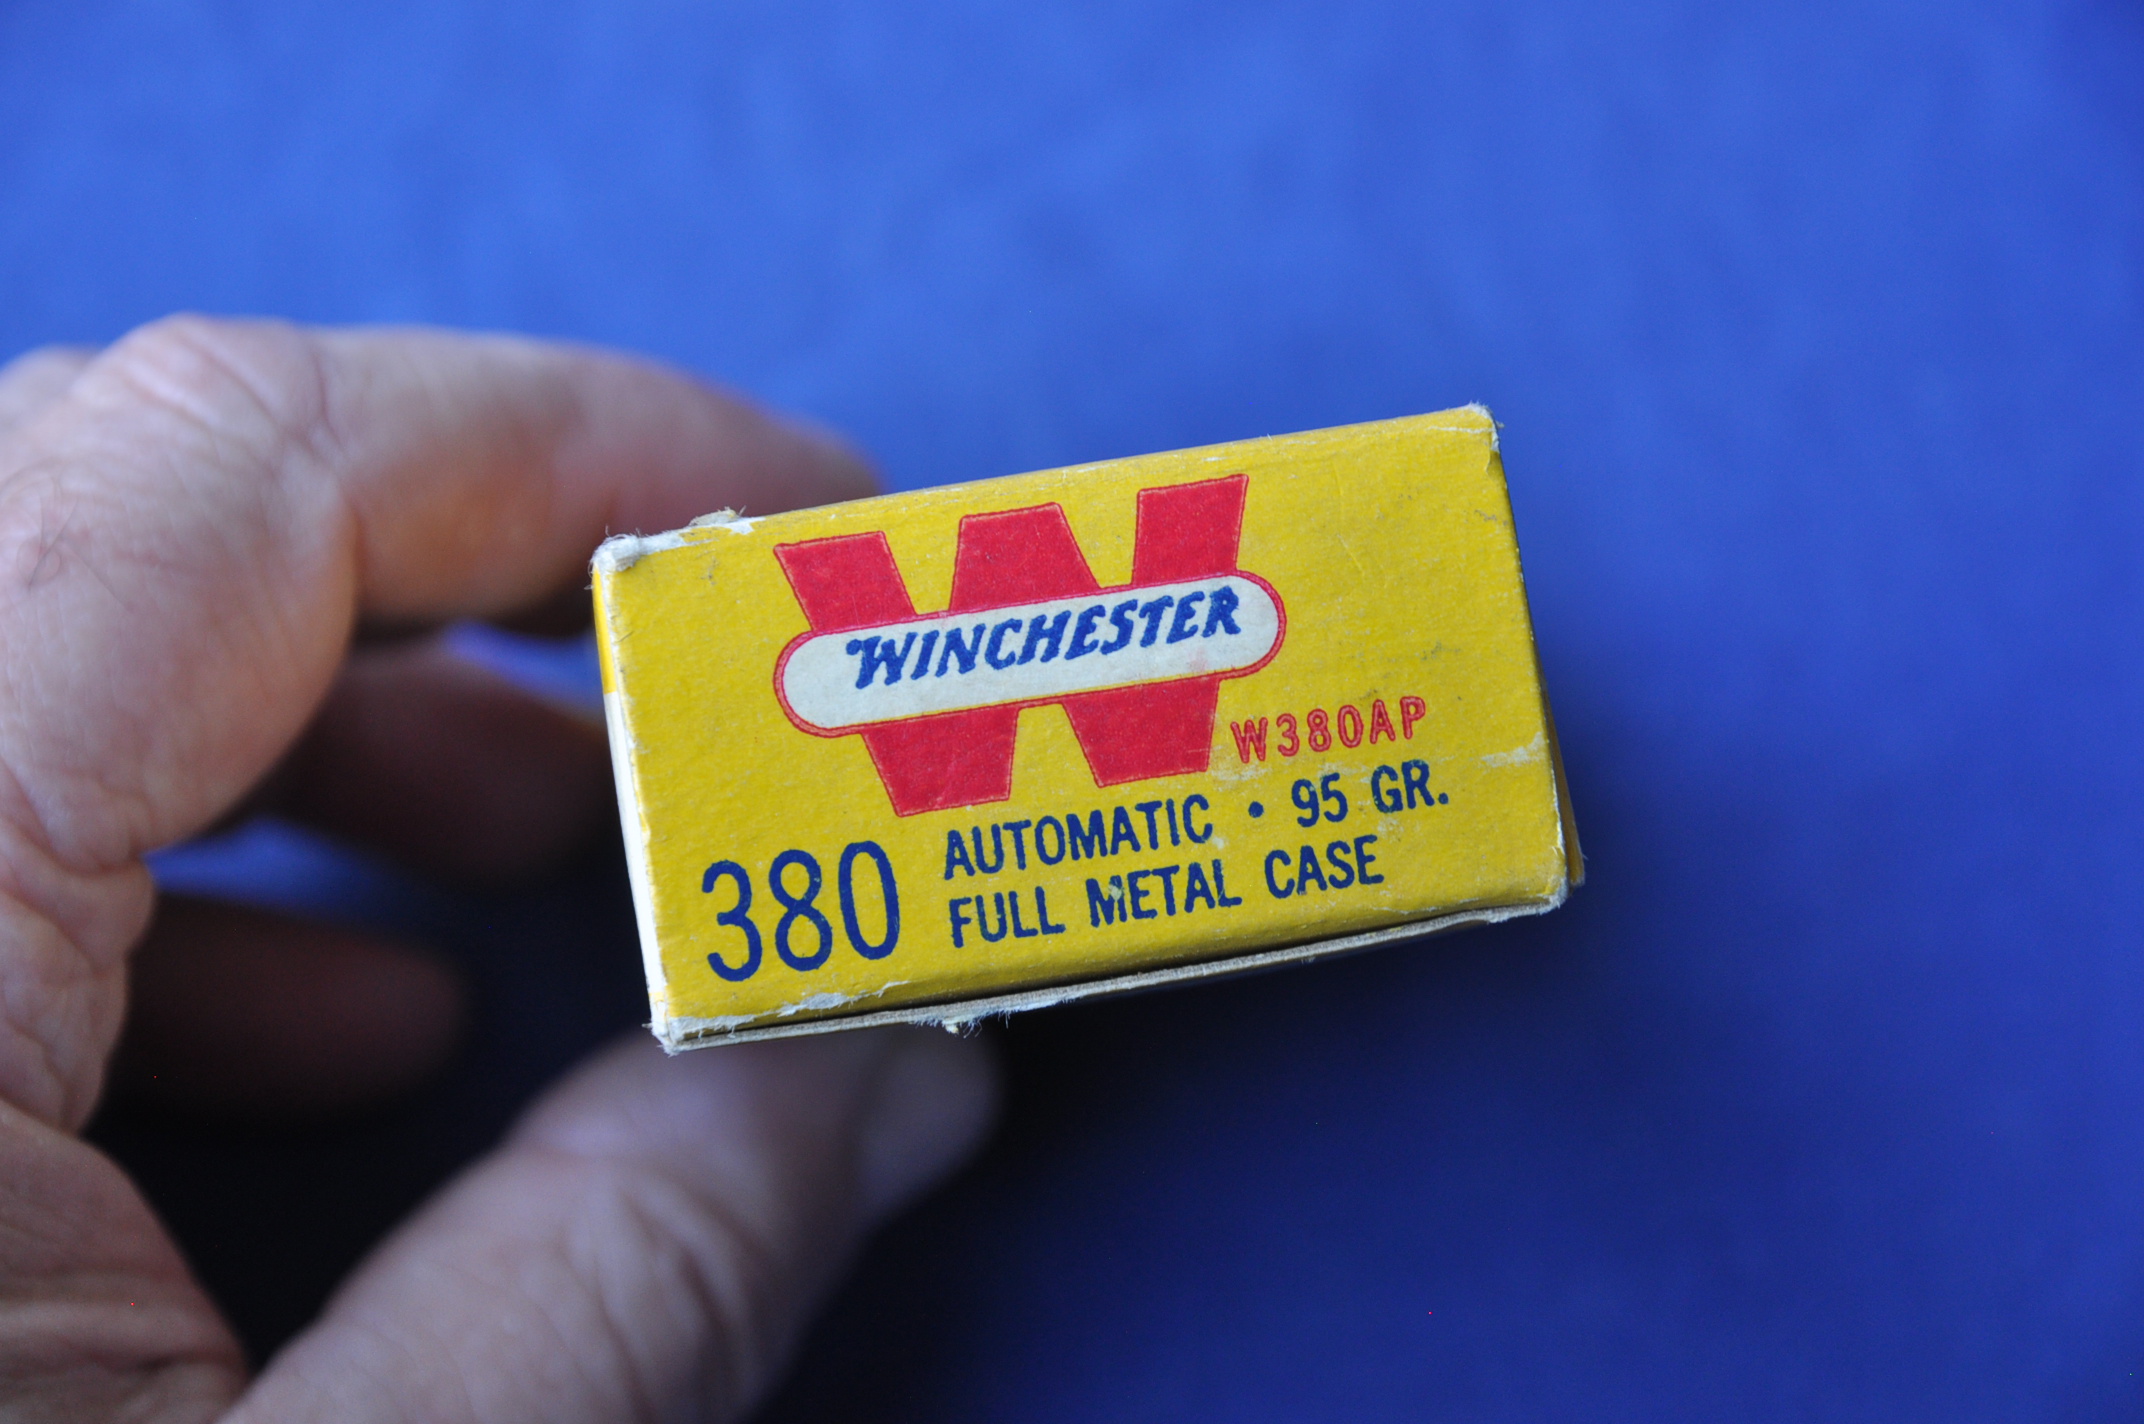 W
WINCHESTER
W380AP
380 AUTOMATIC • 95 GR.
FULL METAL CASE